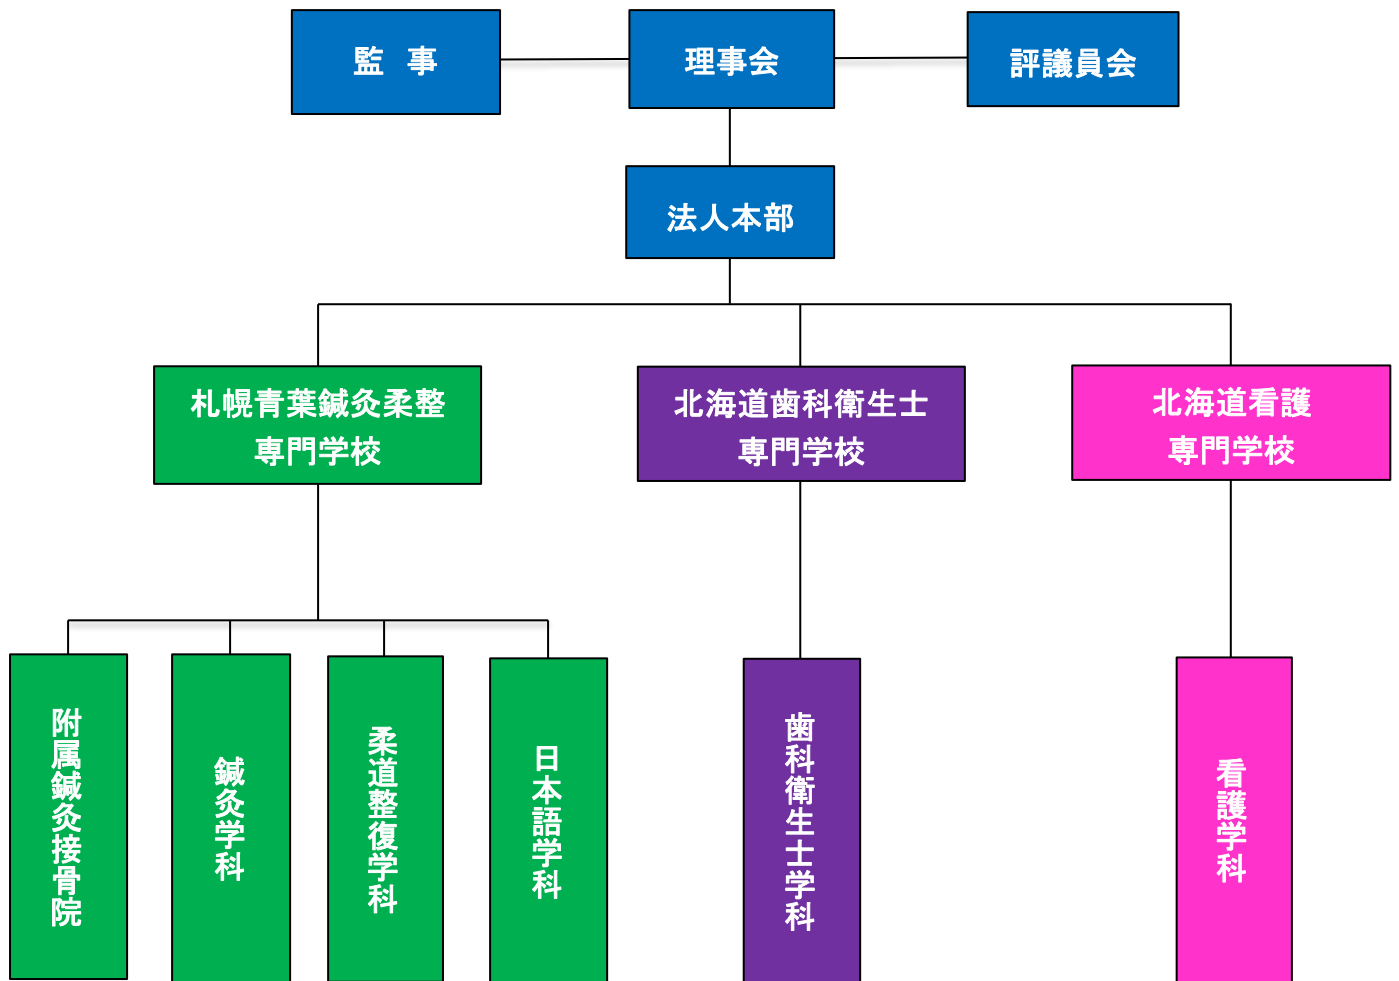 監　事
理事会
評議員会
法人本部
札幌青葉鍼灸柔整
専門学校
北海道歯科衛生士
専門学校
北海道看護
専門学校
附属鍼灸接骨院
鍼灸学科
柔道整復学科
日本語学科
歯科衛生士学科
看護学科